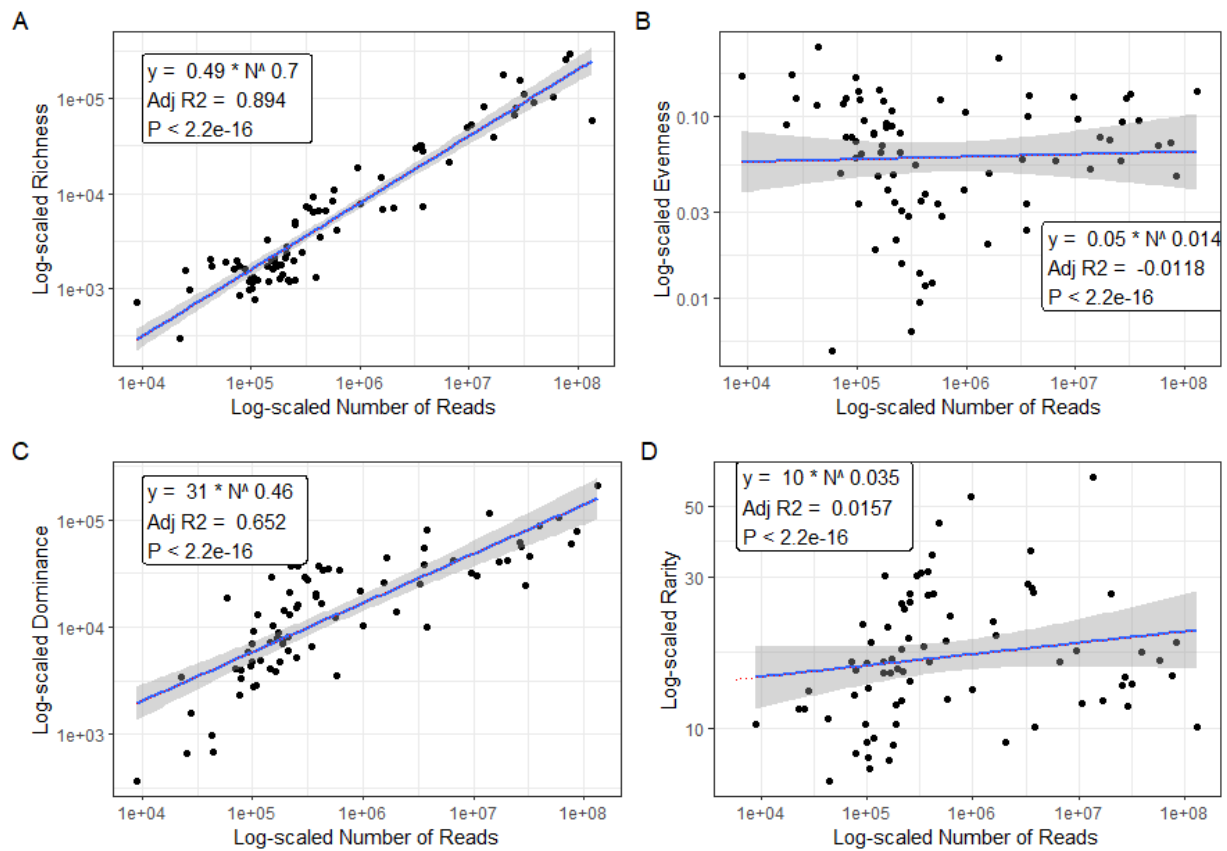 A
y = 0.49 * N^ 0.7
Adj R2 = 0.894
P < 2.2e-16
Log-scaled Richness
1e+05
1e+04
1e+03
1e+04 1e+05 1e+06 1e+07 1e+08
Log-scaled Number of Reads
B
Log-scaled Evenness
0.10
0.03
0.01
y = 0.05 * N^ 0.014
Adj R2 = -0.0118
P < 2.2e-16
1e+04 1e+05 1e+06 1e+07 1e+08
Log-scaled Number of Reads
C
y = 31 * N^ 0.46
Adj R2 = 0.652
P < 2.2e-16
Log-scaled Dominance
1e+05
1e+04
1e+03
1e+04 1e+05 1e+06 1e+07 1e+08
Log-scaled Number of Reads
D
y = 10 * N^ 0.035
Adj R2 = 0.0157
P < 2.2e-16
Log-scaled Rarity
50
30
10
1e+04 1e+05 1e+06 1e+07 1e+08
Log-scaled Number of Reads